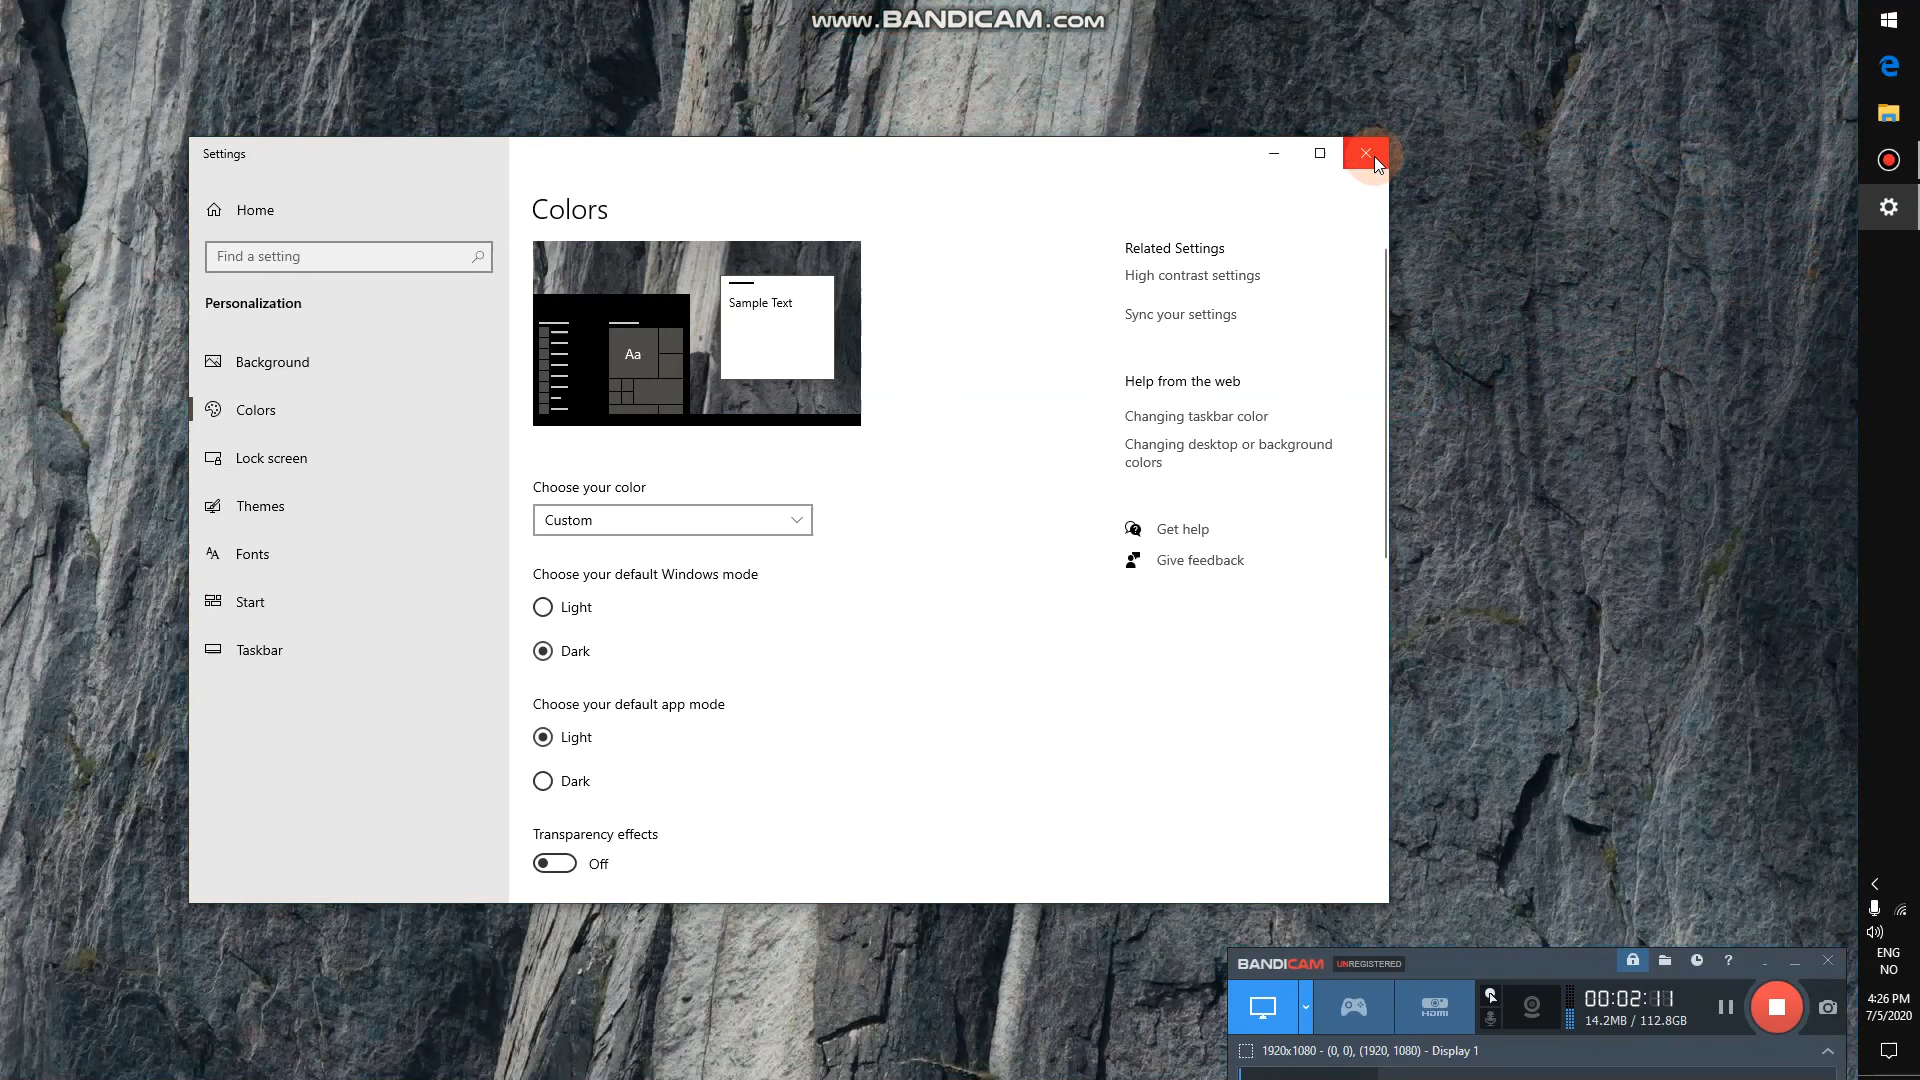 www.BANDICAM.com
Settings
Home
Find a setting
Personalization
Background
Colors
Lock screen
Themes
Fonts
Start
Taskbar
Colors
Sample Text
Aa
Choose your color
Custom
Choose your default Windows mode
Light
Dark
Choose your default app mode
Light
Dark
Transparency effects
Off
Related Settings
High contrast settings
Sync your settings
Help from the web
Changing taskbar color
Changing desktop or background
colors
Get help
Give feedback
BANDICAM UNREGISTERED
?
HDMI
00:02:11
14.2MB / 112.8GB
1920x1080 - (0, 0), (1920, 1080) - Display 1
ENG
NO
4:26 PM
7/5/2020